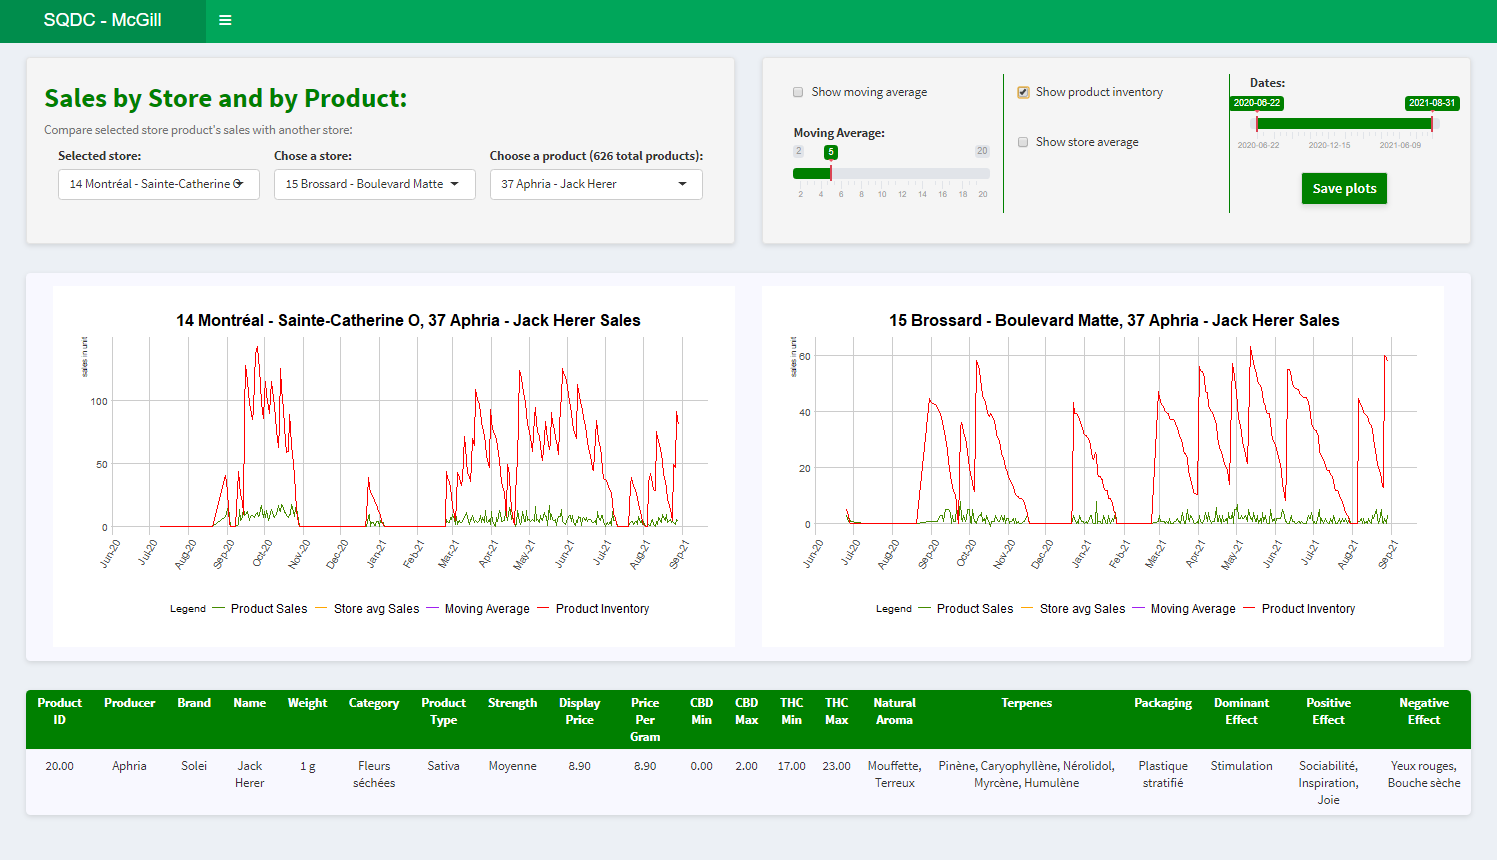 SQDC - McGill
Sales by Store and by Product:
Compare selected store product's sales with another store:
Selected store:
Chose a store:
Choose a product (626 total products):
14 Montréal - Sainte-Catherine O
15 Brossard - Boulevard Matte
37 Aphria - Jack Herer
Show moving average
Moving Average:
2 5 20
2 4 6 8 10 12 14 16 18 20
Show product inventory
Show store average
Dates:
2020-06-22 2021-08-31
2020-06-22 2020-12-15 2021-06-09
Save plots
14 Montréal - Sainte-Catherine O, 37 Aphria - Jack Herer Sales
sales in unit
100
50
0
Jun-20 Jul-20 Aug-20 Sep-20 Oct-20 Nov-20 Dec-20 Jan-21 Feb-21 Mar-21 Apr-21 May-21 Jun-21 Jul-21 Aug-21 Sep-21
Legend Product Sales Store avg Sales Moving Average Product Inventory
15 Brossard - Boulevard Matte, 37 Aphria - Jack Herer Sales
sales in unit
60
40
20
0
Jun-20 Jul-20 Aug-20 Sep-20 Oct-20 Nov-20 Dec-20 Jan-21 Feb-21 Mar-21 Apr-21 May-21 Jun-21 Jul-21 Aug-21 Sep-21
Legend Product Sales Store avg Sales Moving Average Product Inventory
Product Producer Brand Name Weight Category Product Strength Display Price CBD CBD THC THC Natural Terpenes Packaging Dominant Positive Negative
ID Type Price Per Min Max Min Max Aroma Effect Effect Effect
Gram
20.00 Aphria Solei Jack 1 g Fleurs Sativa Moyenne 8.90 8.90 0.00 2.00 17.00 23.00 Mouffette, Pinène, Caryophyllène, Nérolidol, Plastique Stimulation Sociabilité, Yeux rouges,
Herer séchées Terreux Myrcène, Humulène stratifié Inspiration, Bouche sèche
Joie